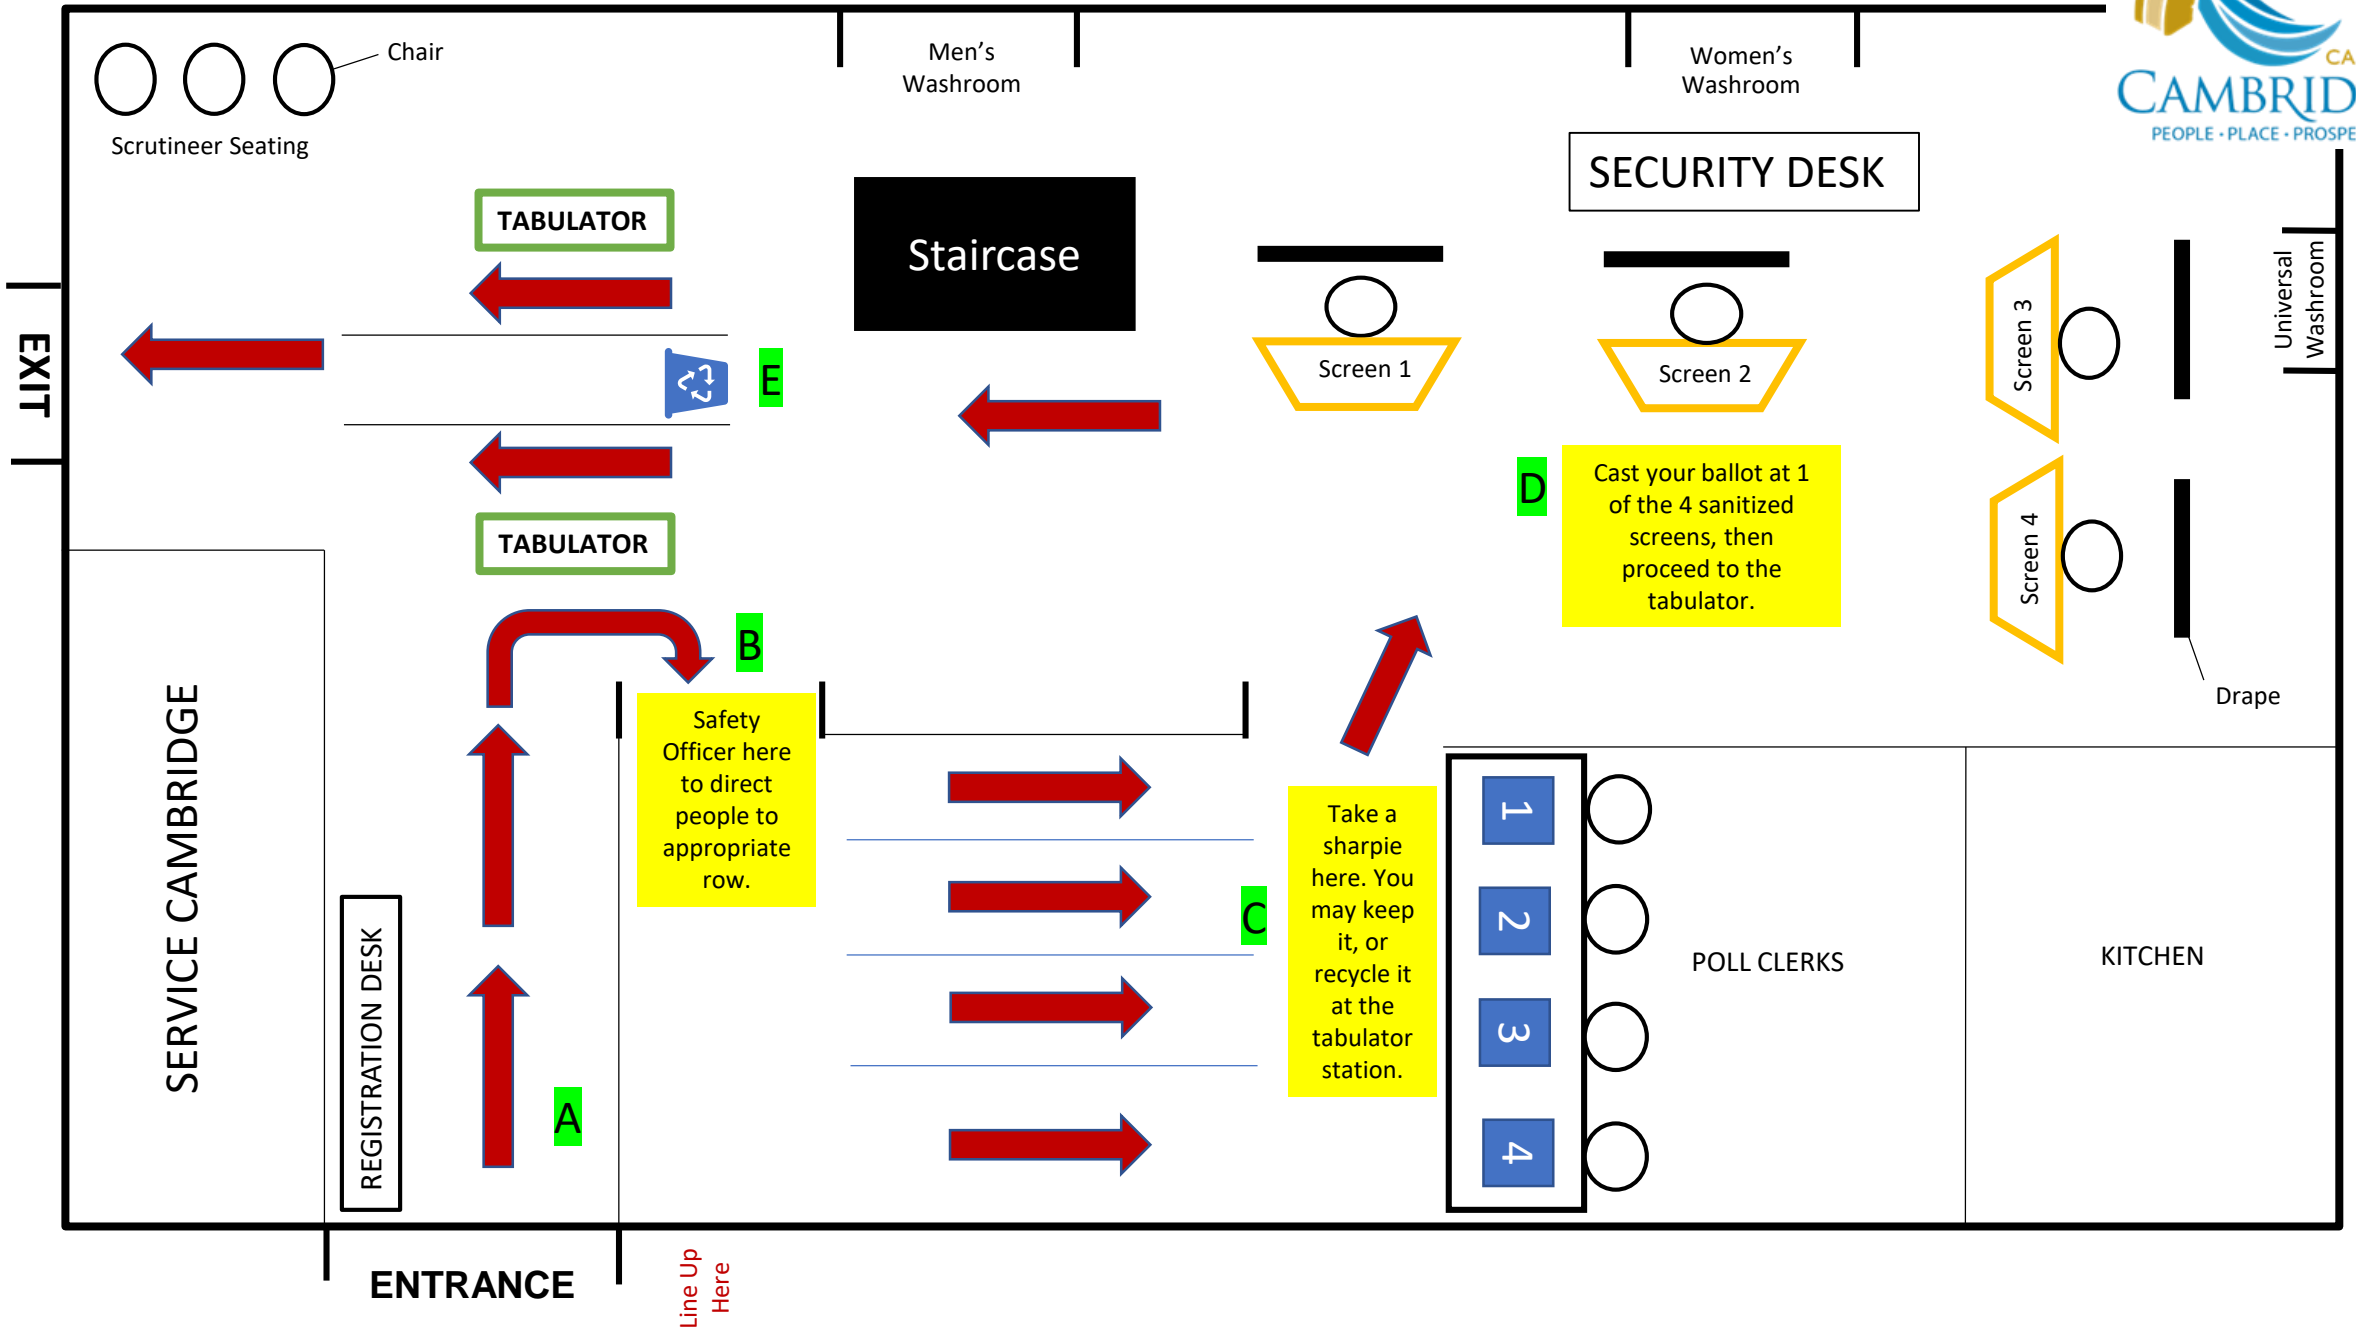 Chair
Scrutineer Seating
Men's
Washroom
Women's
Washroom
CA
CAMBRID
PEOPLE · PLACE · PROSPE
SECURITY DESK
TABULATOR
Staircase
Universal
Washroom
EXIT
E
Screen 1
Screen 2
Screen 3
Screen 4
D
Cast your ballot at 1
of the 4 sanitized
screens, then
proceed to the
tabulator.
TABULATOR
B
Drape
SERVICE CAMBRIDGE
Safety
Officer here
to direct
people to
appropriate
row.
REGISTRATION DESK
A
C
Take a
sharpie
here. You
may keep
it, or
recycle it
at the
tabulator
station.
1
2
3
4
POLL CLERKS
KITCHEN
ENTRANCE
Line Up
Here